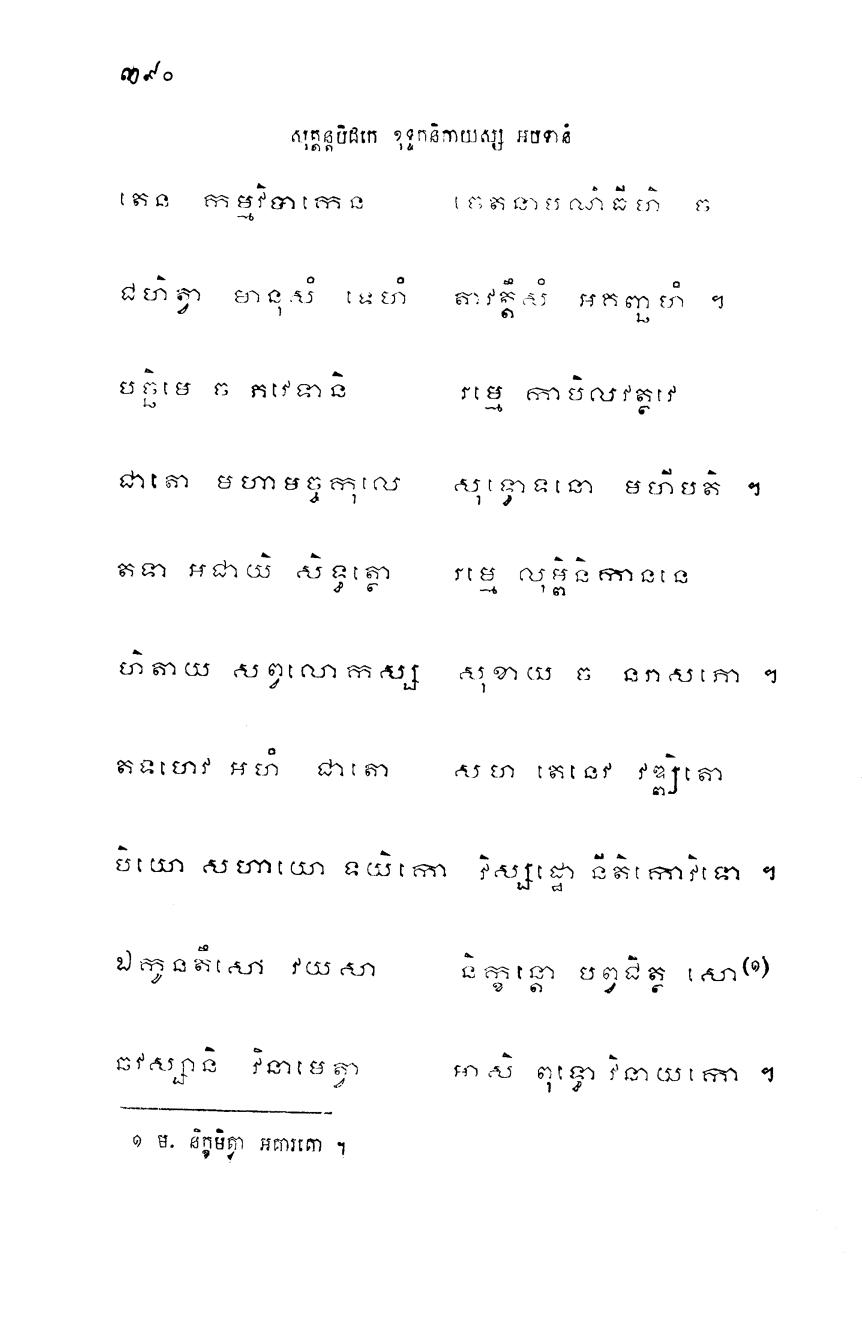 ៣៩០
សុត្តន្តបិដកេ ខុទ្ទកនិកាយស្ស អបទានំ
តេន កម្មវិបាកេន ចេតនាបណិធីហិ ច
ជហិត្វា មានុសំ ទេហំ តាវត្តឹសំ អគញ្ឆហំ ។
បច្ឆិមេ ច ភវេទានិ រម្មេ កាបិលវត្ថវេ
ជាតោ មហាមច្ចកុលេ សុទ្ធោទនោ មហីបតិ ។
តទា អជាយិ សិទ្ធត្ថោ រម្មេ លុម្ពិនិកាននេ
ហិតាយ សព្វលោកស្ស សុខាយ ច នរាសភោ ។
តទហេវ អហំ ជាតោ សហ តេនេវ វឌ្ឍិតោ
បិយោ សហាយោ ទយិតោ វិស្សដ្ឋោ នីតិកោវិទោ ។
ឯកូនតឹសោ វយសា និក្ខន្តោ បព្វជិត្ថ សោ(១)
ឆវស្សានិ វិនាមេត្វា អាសិ ពុទ្ធោ វិនាយកោ ។
១ ម. និក្ខមិត្វា អគារតោ ។